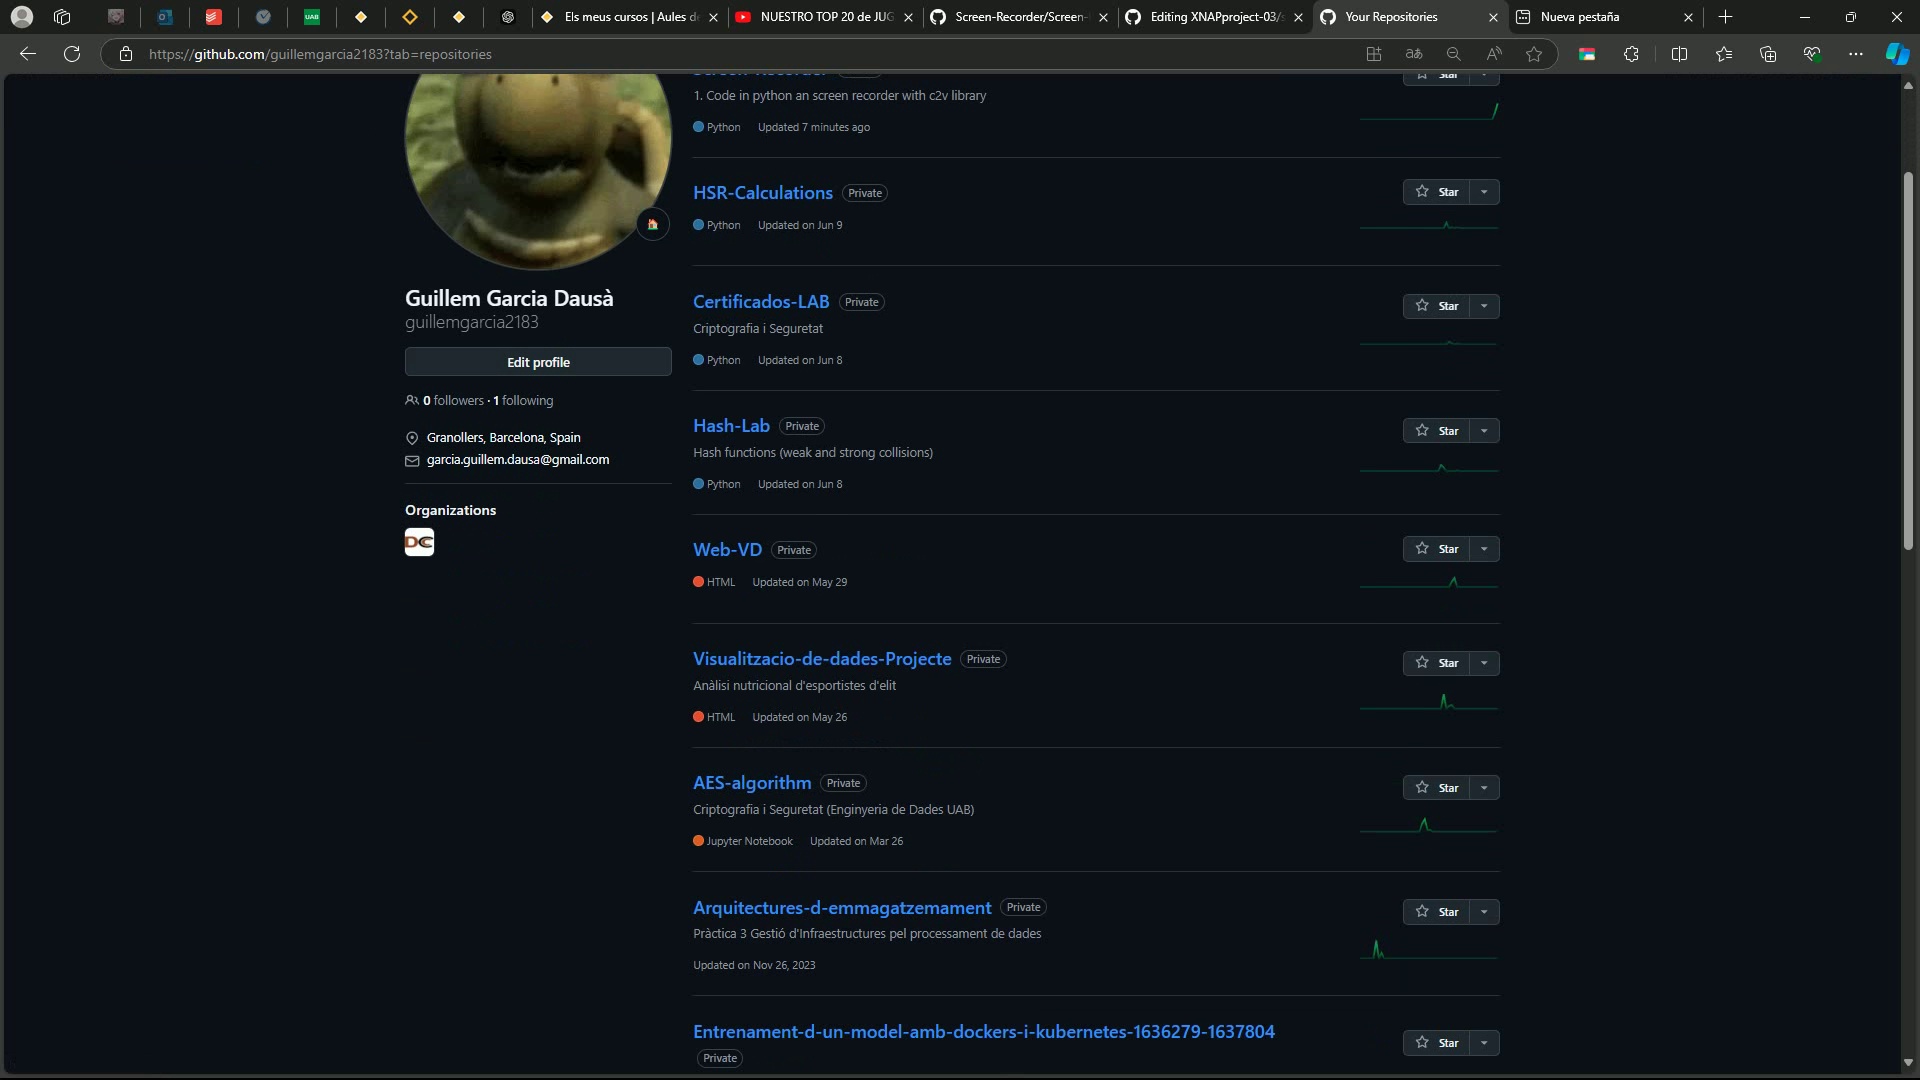 Els meus cursos | Aules d
NUESTRO TOP 20 de JUG
Screen-Recorder/Screen-
Editing XNAPproject-03/s
Your Repositories
Nueva pestaña
https://github.com/guillemgarcia2183?tab=repositories
Guillem Garcia Dausà
guillemgarcia2183
Edit profile
0 followers · 1 following
Granollers, Barcelona, Spain
garcia.guillem.dausa@gmail.com
Organizations
DC
Screen-Recorder
Star
1. Code in python an screen recorder with c2v library
Python Updated 7 minutes ago
HSR-Calculations Private
Star
Python Updated on Jun 9
Certificados-LAB Private
Star
Criptografia i Seguretat
Python Updated on Jun 8
Hash-Lab Private
Star
Hash functions (weak and strong collisions)
Python Updated on Jun 8
Web-VD Private
Star
HTML Updated on May 29
Visualitzacio-de-dades-Projecte Private
Star
Anàlisi nutricional d'esportistes d'elit
HTML Updated on May 26
AES-algorithm Private
Star
Criptografia i Seguretat (Enginyeria de Dades UAB)
Jupyter Notebook Updated on Mar 26
Arquitectures-d-emmagatzemament Private
Star
Pràctica 3 Gestió d'Infraestructures pel processament de dades
Updated on Nov 26, 2023
Entrenament-d-un-model-amb-dockers-i-kubernetes-1636279-1637804
Star
Private